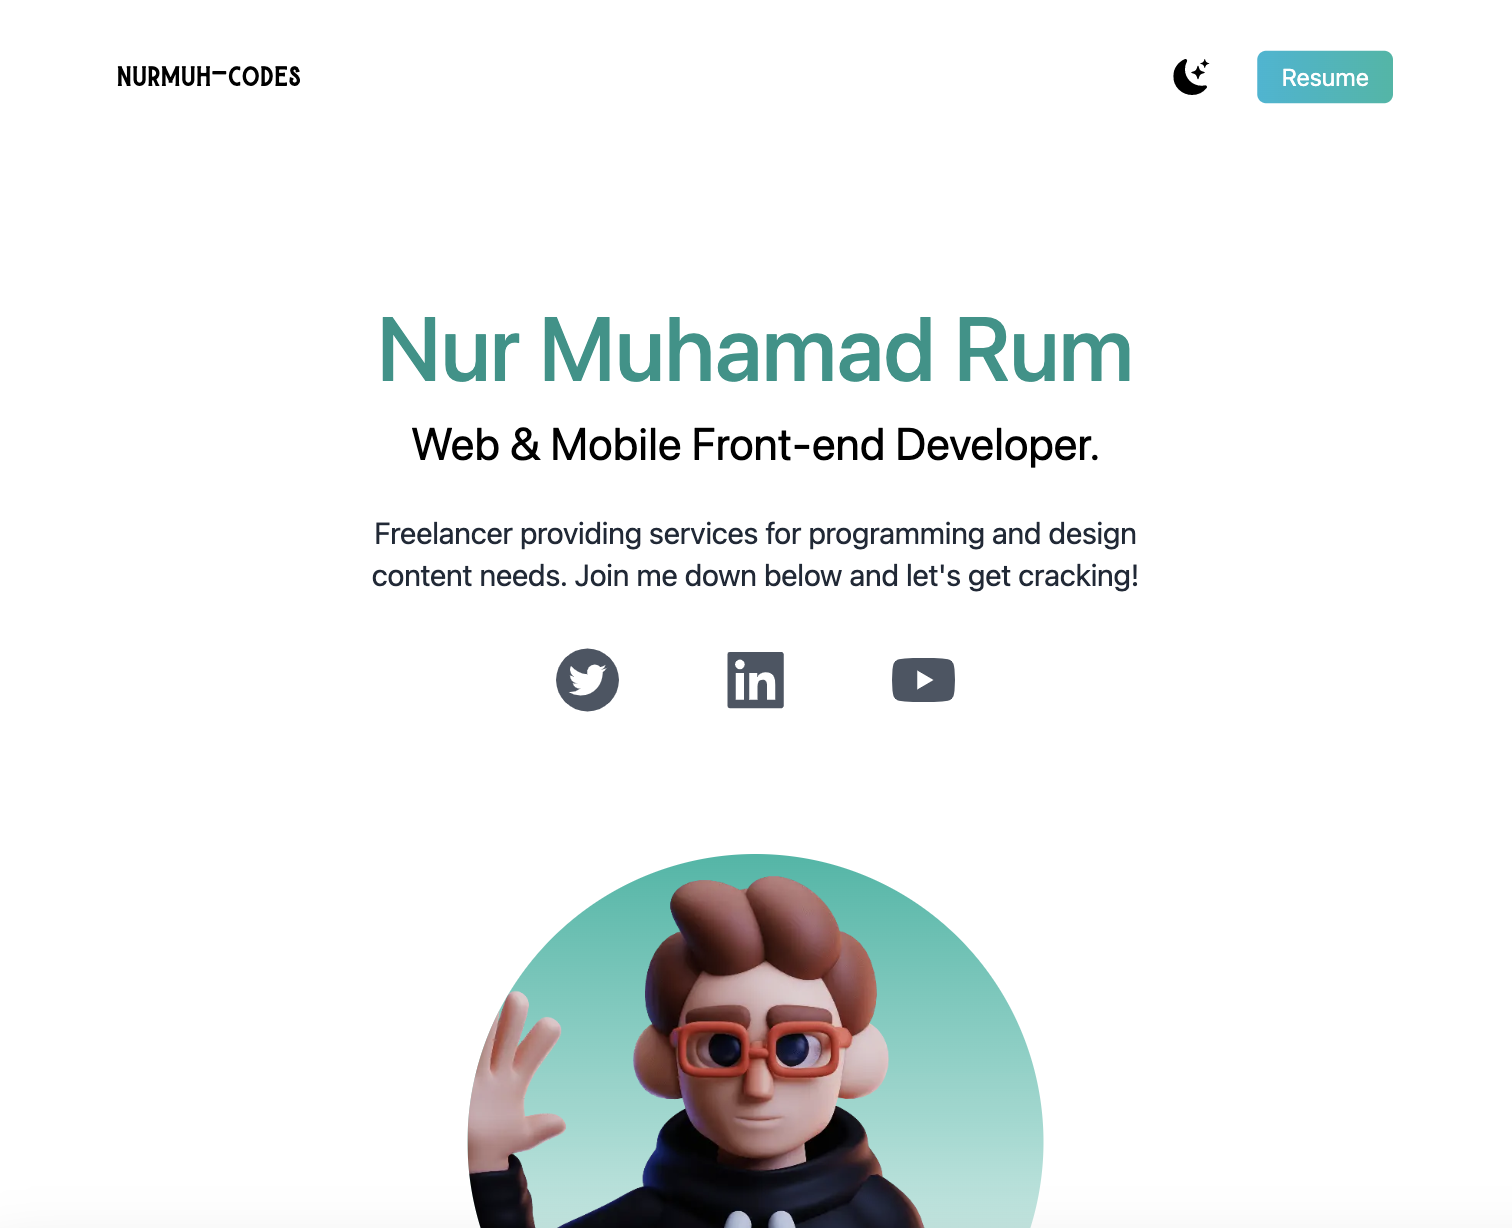 NURMUH-CODES
Resume
Nur Muhamad Rum
Web & Mobile Front-end Developer.
Freelancer providing services for programming and design
content needs. Join me down below and let's get cracking!
in